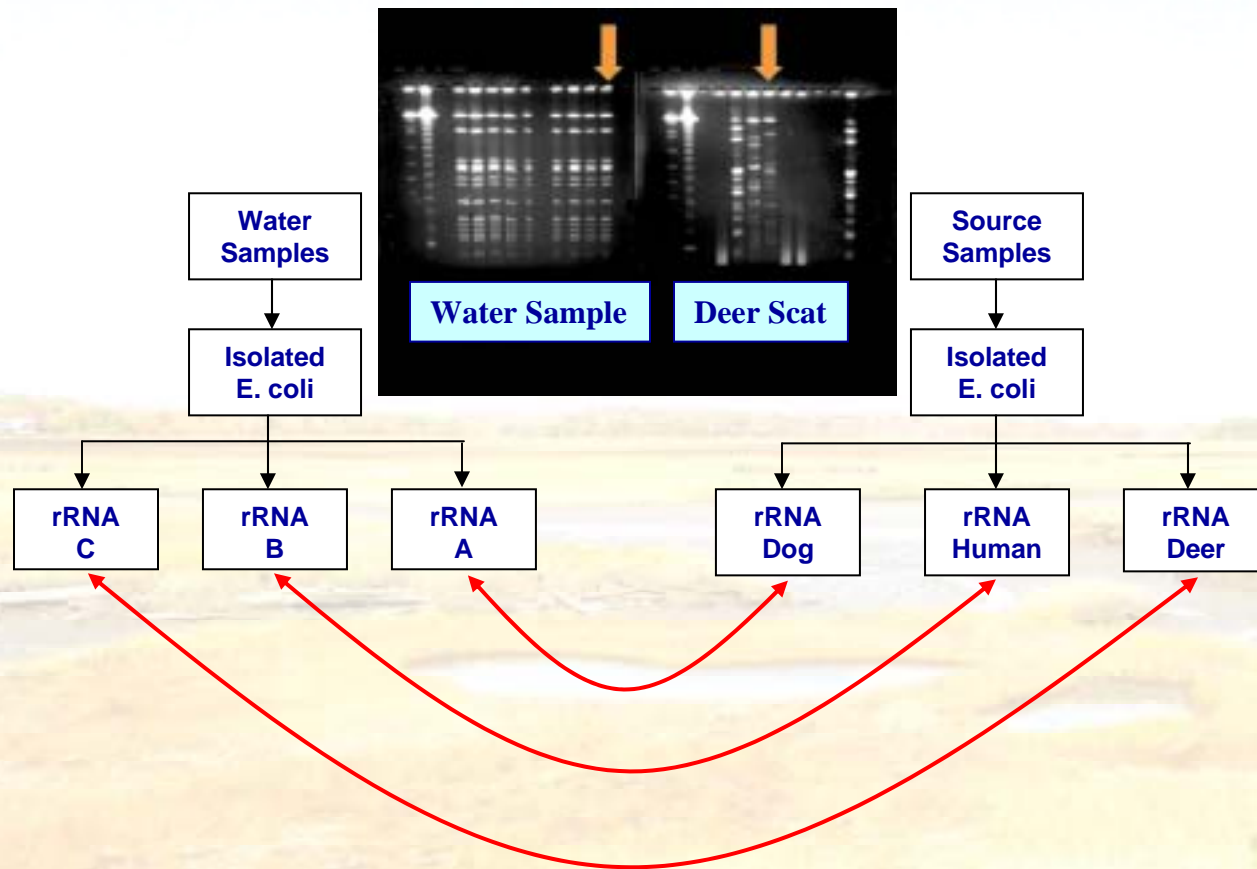 Water Sample
Deer Scat
Water
Samples
Source
Samples
Isolated
E. coli
Isolated
E. coli
rRNA
C
rRNA
B
rRNA
A
rRNA
Dog
rRNA
Human
rRNA
Deer